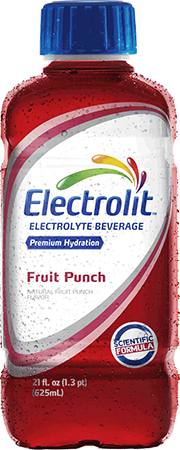 Electrolit
ELECTROLYTE BEVERAGE
Premium Hydration
Fruit Punch
NATURAL FRUIT PUNCH
FLAVOR
SCIENTIFIC
FORMULA
21 fl. oz (1.3 pt)
(625mL)